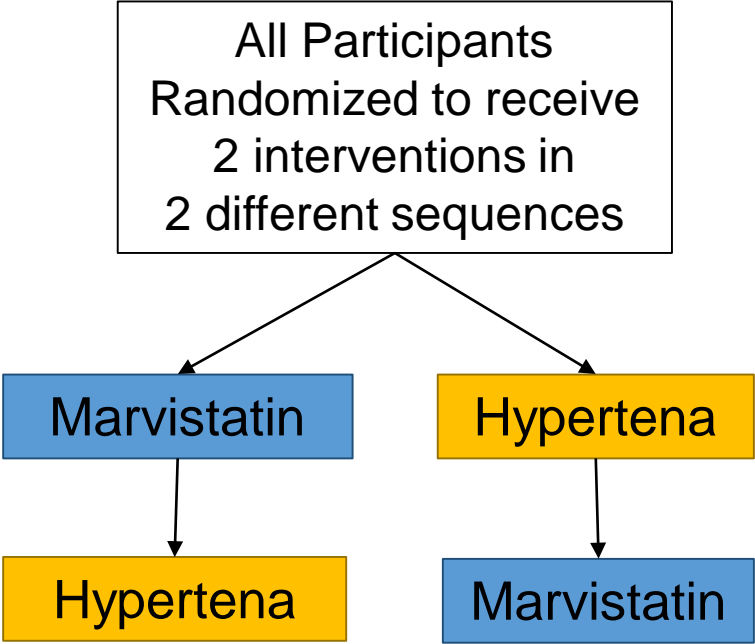 All Participants
Randomized to receive
2 interventions in
2 different sequences
Marvistatin
Hypertena
Hypertena
Marvistatin